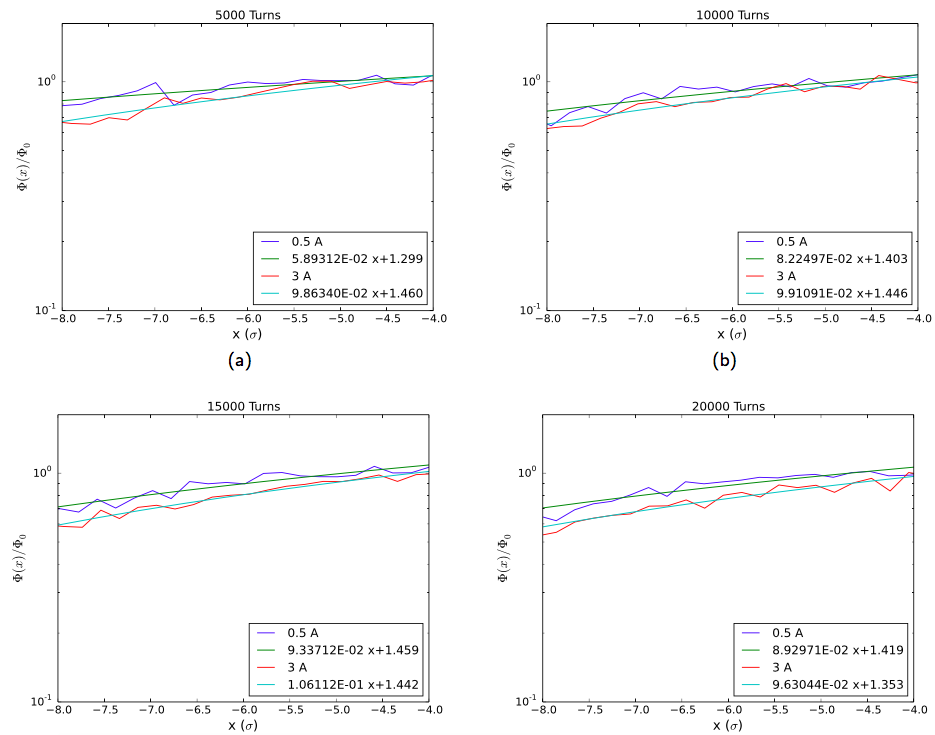 5000 Turns
10⁰
10⁻¹
Φ(x)/Φ₀
0.5 A
5.89312E-02 x+1.299
3 A
9.86340E-02 x+1.460
−8.0 −7.5 −7.0 −6.5 −6.0 −5.5 −5.0 −4.5 −4.0
x (σ)
(a)
10000 Turns
10⁰
10⁻¹
Φ(x)/Φ₀
0.5 A
8.22497E-02 x+1.403
3 A
9.91091E-02 x+1.446
−8.0 −7.5 −7.0 −6.5 −6.0 −5.5 −5.0 −4.5 −4.0
x (σ)
(b)
15000 Turns
10⁰
10⁻¹
Φ(x)/Φ₀
0.5 A
9.33712E-02 x+1.459
3 A
1.06112E-01 x+1.442
−8.0 −7.5 −7.0 −6.5 −6.0 −5.5 −5.0 −4.5 −4.0
x (σ)
20000 Turns
10⁰
10⁻¹
Φ(x)/Φ₀
0.5 A
8.92971E-02 x+1.419
3 A
9.63044E-02 x+1.353
−8.0 −7.5 −7.0 −6.5 −6.0 −5.5 −5.0 −4.5 −4.0
x (σ)